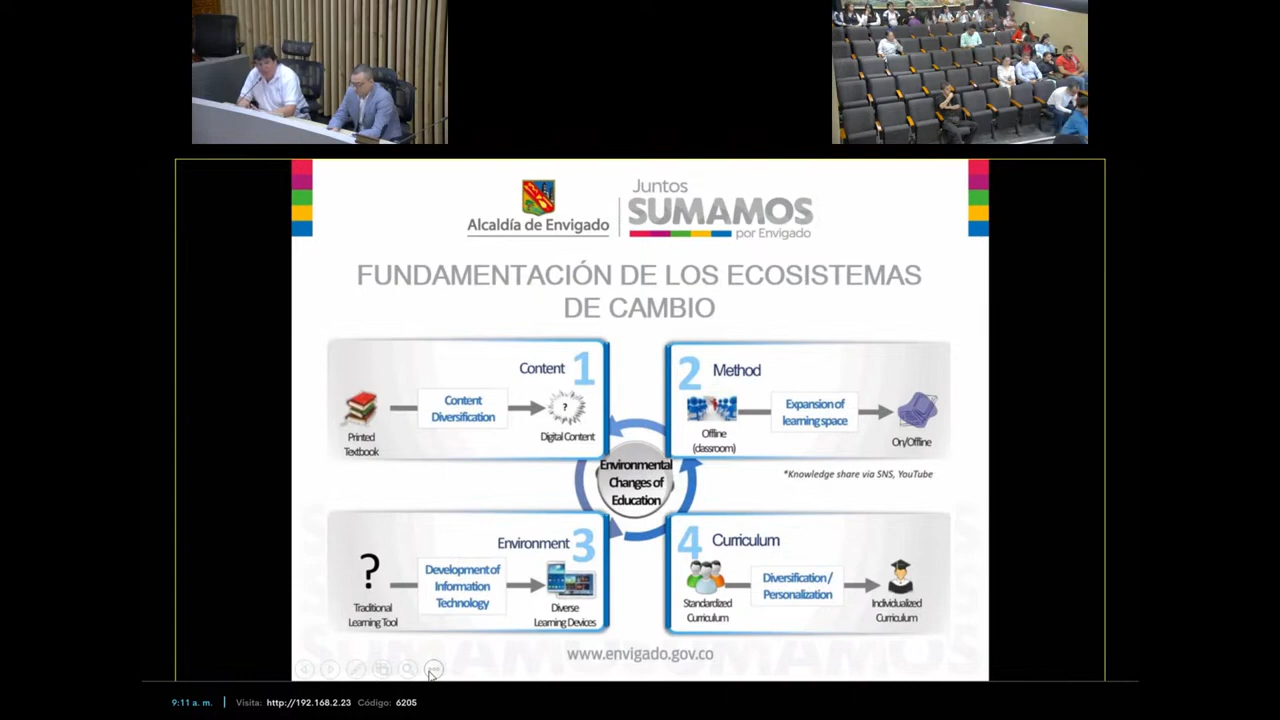 Juntos
SUMAMOS
por Envigado
Alcaldía de Envigado
FUNDAMENTACIÓN DE LOS ECOSISTEMAS
DE CAMBIO
Content 1
Content
Diversification
?
Printed
Textbook
Digital Content
2 Method
Expansion of
learning space
Offline
(classroom)
On/Offline
*Knowledge share via SNS, YouTube
Environmental
Changes of
Education
Environment 3
?
Development of
Information
Technology
Traditional
Learning Tool
Diverse
Learning Devices
4 Curriculum
Diversification /
Personalization
Standardized
Curriculum
Individualized
Curriculum
www.envigado.gov.co
9:11 a. m. | Visita: http://192.168.2.23 Código: 6205